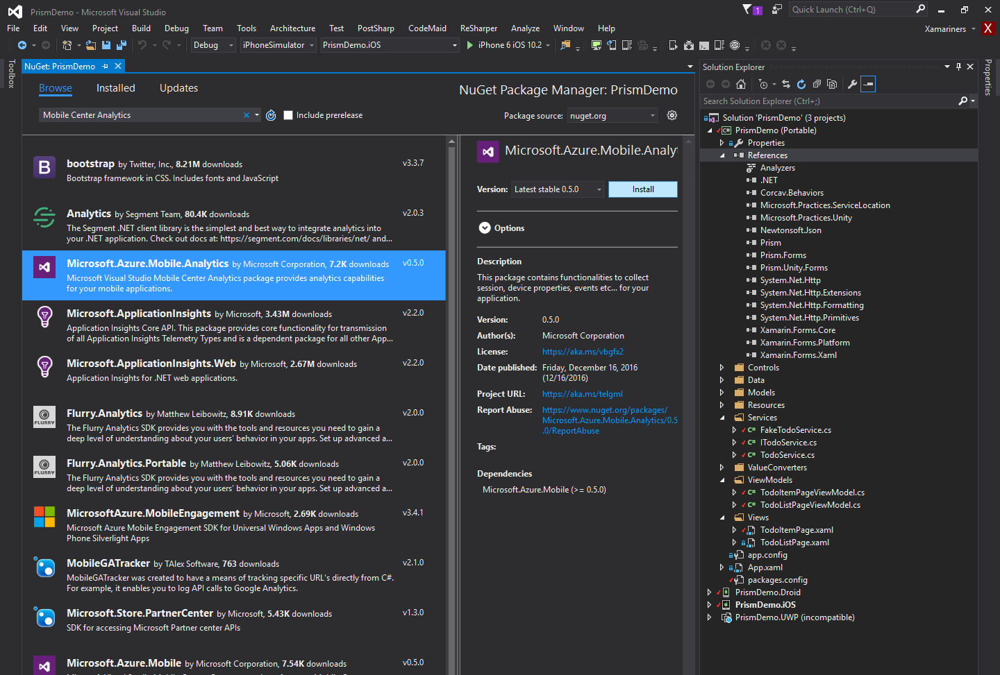 PrismDemo - Microsoft Visual Studio
1
Quick Launch (Ctrl+Q)
File Edit View Project Build Debug Team Tools Architecture Test PostSharp CodeMaid ReSharper Analyze Window Help
Xamariners X
Debug iPhoneSimulator PrismDemo.iOS iPhone 6 iOS 10.2
Toolbox
NuGet: PrismDemo
Browse Installed Updates
NuGet Package Manager: PrismDemo
Mobile Center Analytics
Include prerelease
Package source: nuget.org
B
bootstrap by Twitter, Inc., 8.21M downloads v3.3.7
Bootstrap framework in CSS. Includes fonts and JavaScript
Analytics by Segment Team, 80.4K downloads v2.0.3
The Segment .NET client library is the simplest and best way to integrate analytics into
your .NET application. Check out docs at: https://segment.com/docs/libraries/net/ and...
Microsoft.Azure.Mobile.Analytics by Microsoft Corporation, 7.2K downloads v0.5.0
Microsoft Visual Studio Mobile Center Analytics package provides analytics capabilities
for your mobile applications.
Microsoft.ApplicationInsights by Microsoft, 3.43M downloads v2.2.0
Application Insights Core API. This package provides core functionality for transmission
of all Application Insights Telemetry Types and is a dependent package for all other App...
Microsoft.ApplicationInsights.Web by Microsoft, 2.67M downloads v2.2.0
Application Insights for .NET web applications.
FLURRY
Flurry.Analytics by Matthew Leibowitz, 8.91K downloads v2.0.0
The Flurry Analytics SDK provides you with the tools and resources you need to gain a
deep level of understanding about your users' behavior in your apps. Set up advanced a...
FLURRY
Flurry.Analytics.Portable by Matthew Leibowitz, 5.06K downloads v2.0.0
The Flurry Analytics SDK provides you with the tools and resources you need to gain a
deep level of understanding about your users' behavior in your apps. Set up advanced a...
MicrosoftAzure.MobileEngagement by Microsoft, 2.69K downloads v3.4.1
Microsoft Azure Mobile Engagement SDK for Universal Windows Apps and Windows
Phone Silverlight Apps
MobileGATracker by TAlex Software, 763 downloads v2.1.0
MobileGATracker was created to have a means of tracking specific URL's directly from C#.
For example, it enables you to log API calls to Google Analytics.
Microsoft.Store.PartnerCenter by Microsoft, 5.43K downloads v1.3.0
SDK for accessing Microsoft Partner center APIs
Microsoft.Azure.Mobile by Microsoft Corporation, 7.54K downloads v0.5.0
Microsoft.Azure.Mobile.Analyt
Version: Latest stable 0.5.0 Install
Options
Description
This package contains functionalities to collect
session, device properties, events etc... for your
application.
Version: 0.5.0
Author(s): Microsoft Corporation
License: https://aka.ms/vbgfx2
Date published: Friday, December 16, 2016
(12/16/2016)
Project URL: https://aka.ms/telgml
Report Abuse: https://www.nuget.org/packages/
Microsoft.Azure.Mobile.Analytics/0.5
.0/ReportAbuse
Tags:
Dependencies
Microsoft.Azure.Mobile (>= 0.5.0)
Solution Explorer
Search Solution Explorer (Ctrl+;)
Solution 'PrismDemo' (3 projects)
C# PrismDemo (Portable)
Properties
References
Analyzers
.NET
Corcav.Behaviors
Microsoft.Practices.ServiceLocation
Microsoft.Practices.Unity
Newtonsoft.Json
Prism
Prism.Forms
Prism.Unity.Forms
System.Net.Http
System.Net.Http.Extensions
System.Net.Http.Formatting
System.Net.Http.Primitives
Xamarin.Forms.Core
Xamarin.Forms.Platform
Xamarin.Forms.Xaml
Controls
Data
Models
Resources
Services
C# FakeTodoService.cs
C# ITodoService.cs
C# TodoService.cs
ValueConverters
ViewModels
C# TodoItemPageViewModel.cs
C# TodoListPageViewModel.cs
Views
TodoItemPage.xaml
TodoListPage.xaml
app.config
App.xaml
packages.config
PrismDemo.Droid
PrismDemo.iOS
PrismDemo.UWP (incompatible)
Properties